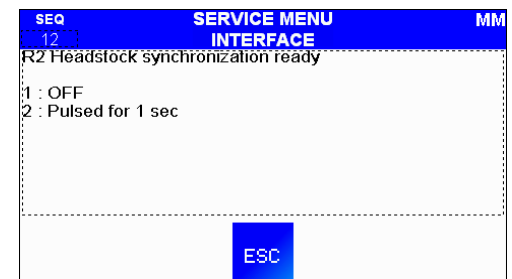 SEQ SERVICE MENU MM
12 INTERFACE
R2 Headstock synchronization ready
1 : OFF
2 : Pulsed for 1 sec
ESC